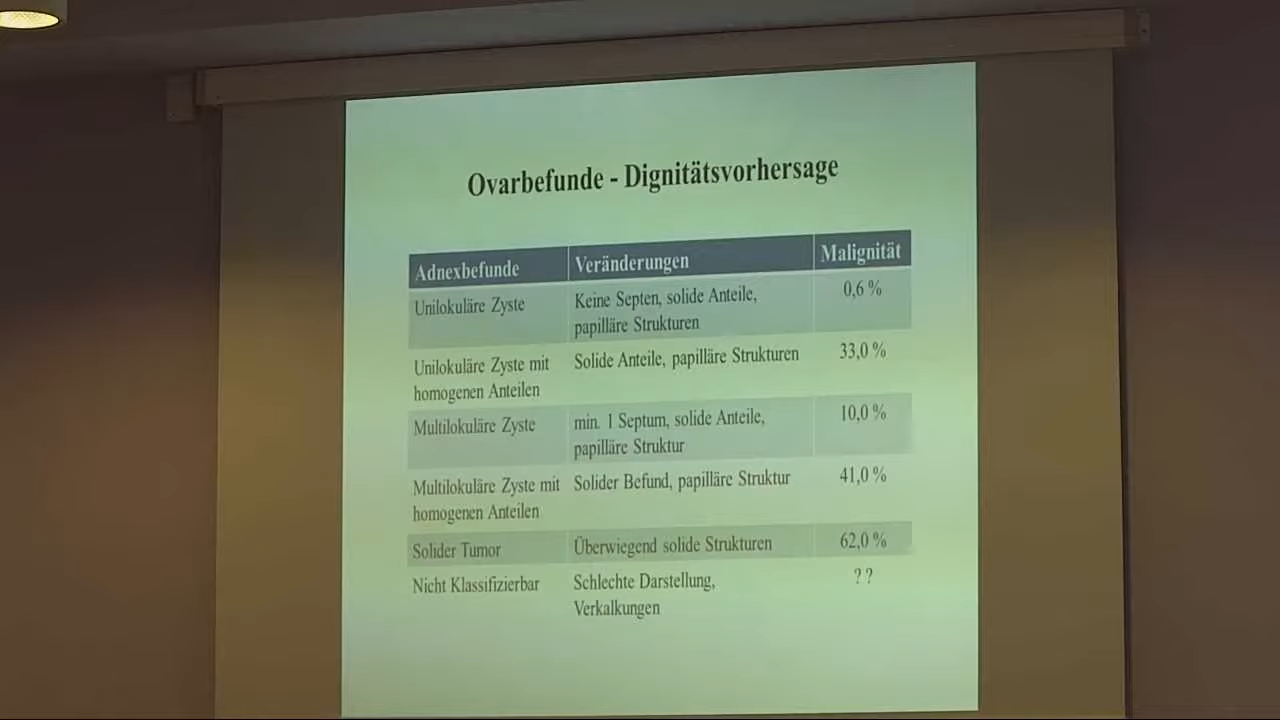 Ovarbefunde - Dignitätsvorhersage
Adnexbefunde Veränderungen Malignität
Unilokuläre Zyste Keine Septen, solide Anteile, 0,6 %
papilläre Strukturen
Unilokuläre Zyste mit Solide Anteile, papilläre Strukturen 33,0 %
homogenen Anteilen
Multilokuläre Zyste min. 1 Septum, solide Anteile, 10,0 %
papilläre Struktur
Multilokuläre Zyste mit Solider Befund, papilläre Struktur 41,0 %
homogenen Anteilen
Solider Tumor Überwiegend solide Strukturen 62,0 %
Nicht Klassifizierbar Schlechte Darstellung, ? ?
Verkalkungen